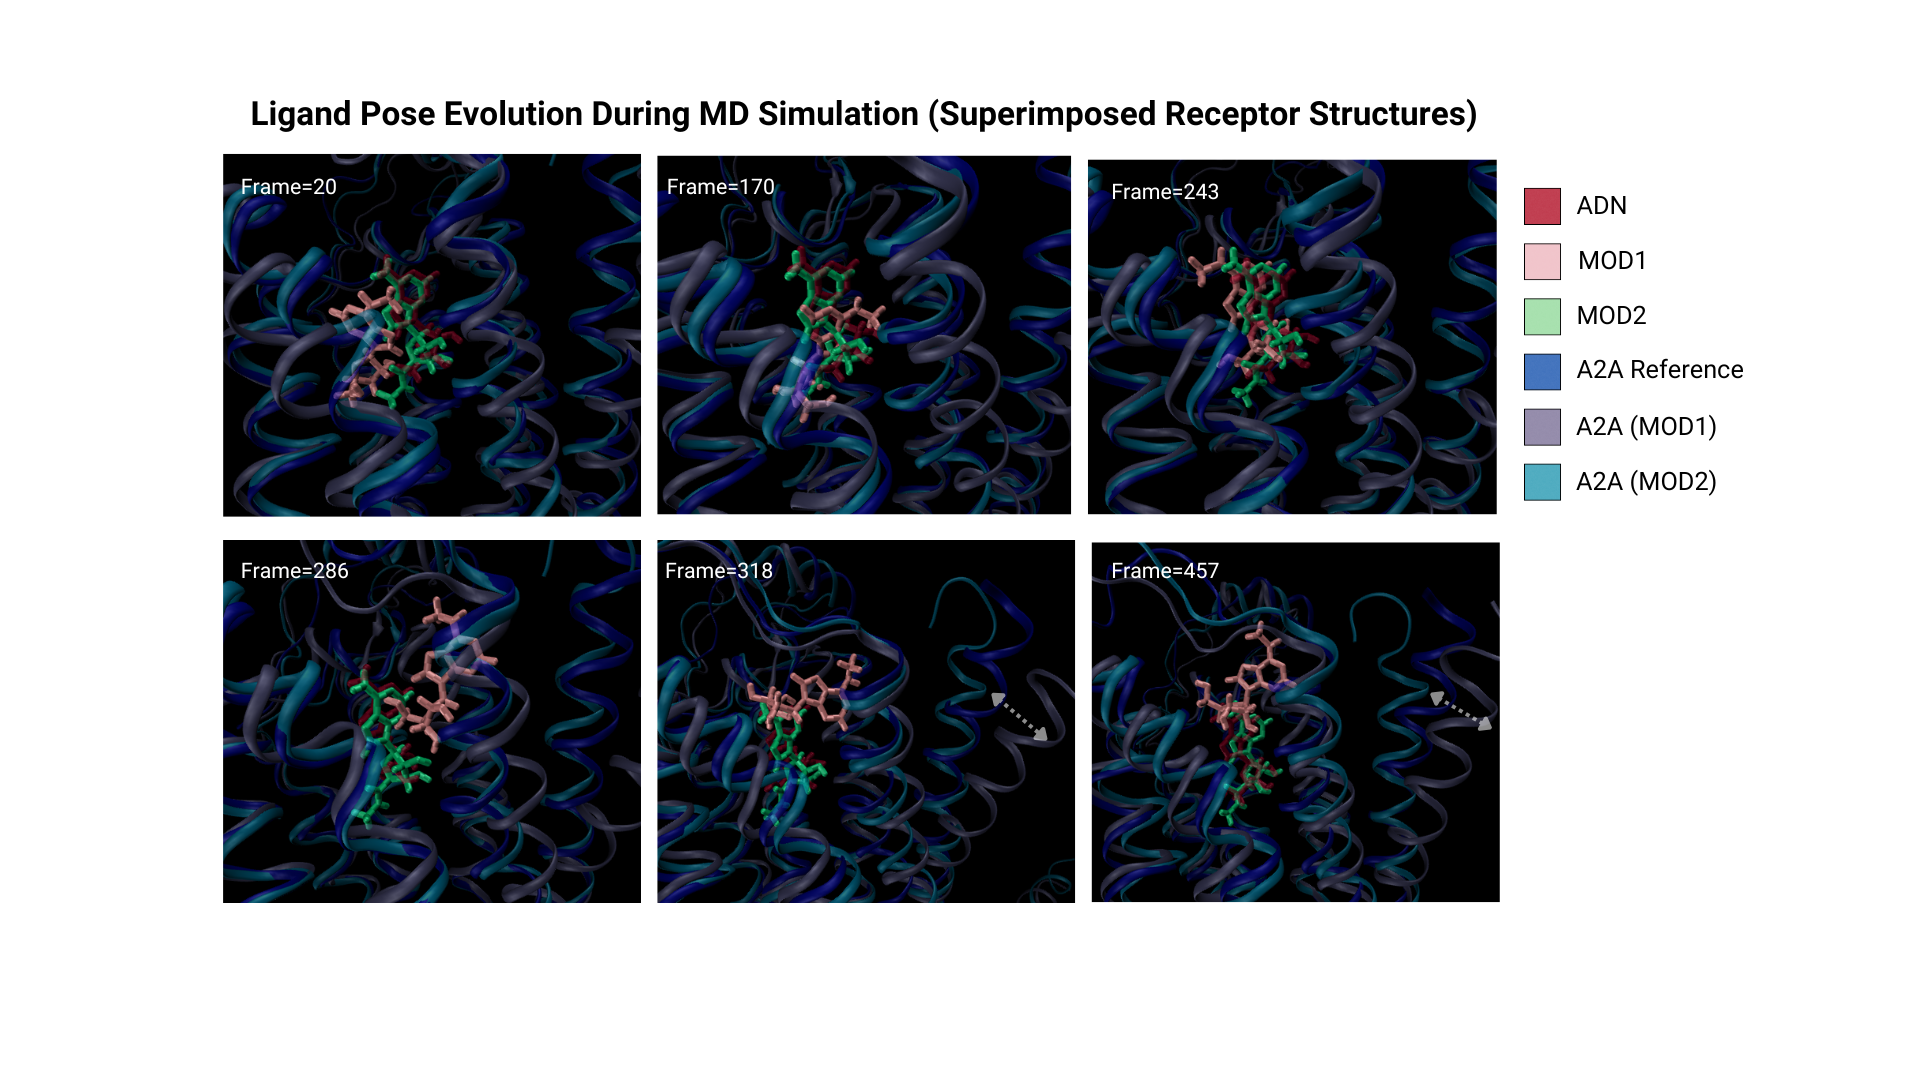 Ligand Pose Evolution During MD Simulation (Superimposed Receptor Structures)
Frame=20
Frame=170
Frame=243
ADN
MOD1
MOD2
A2A Reference
A2A (MOD1)
A2A (MOD2)
Frame=286
Frame=318
Frame=457